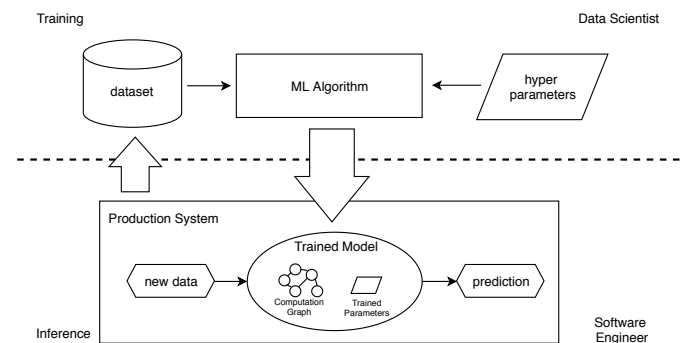 Training
Data Scientist
dataset
ML Algorithm
hyper
parameters
Production System
Trained Model
new data
prediction
Computation
Graph
Trained
Parameters
Inference
Software
Engineer